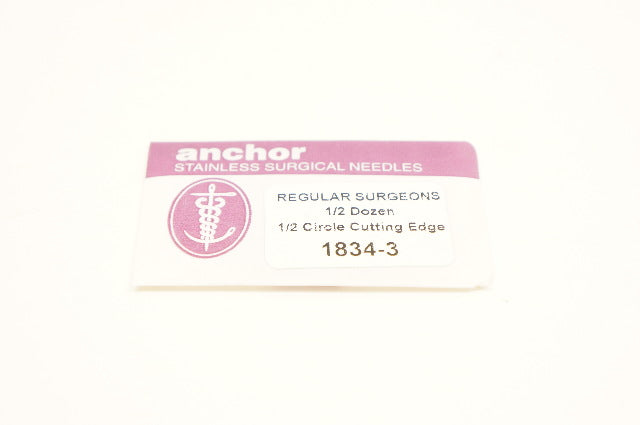 anchor
STAINLESS SURGICAL NEEDLES
REGULAR SURGEONS
1/2 Dozen
1/2 Circle Cutting Edge
1834-3